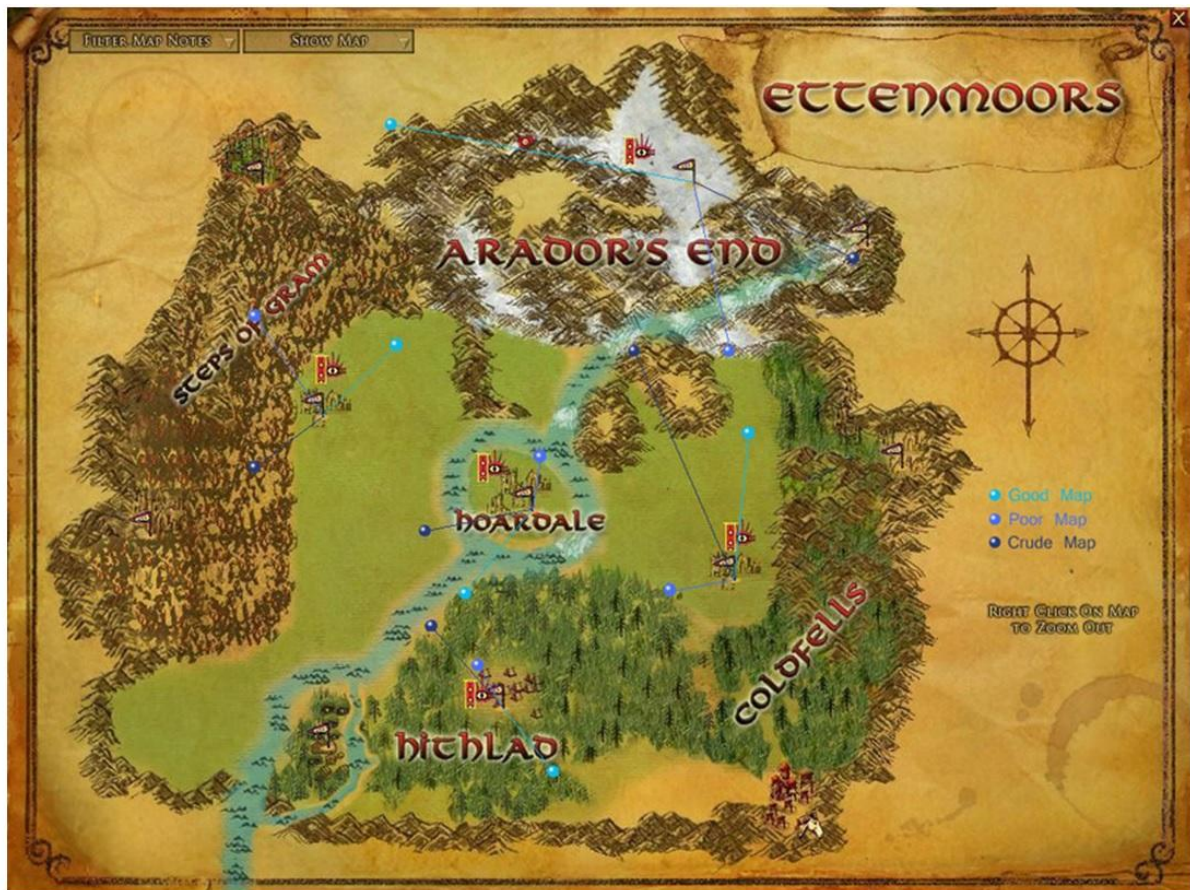 Filter Map Notes
Show Map
X
ETTENMOORS
ARADOR'S END
STEPS OF GRAM
HOARDALE
Good Map
Poor Map
Crude Map
Right Click On Map
to Zoom Out
COLDFELLS
HITHLAD